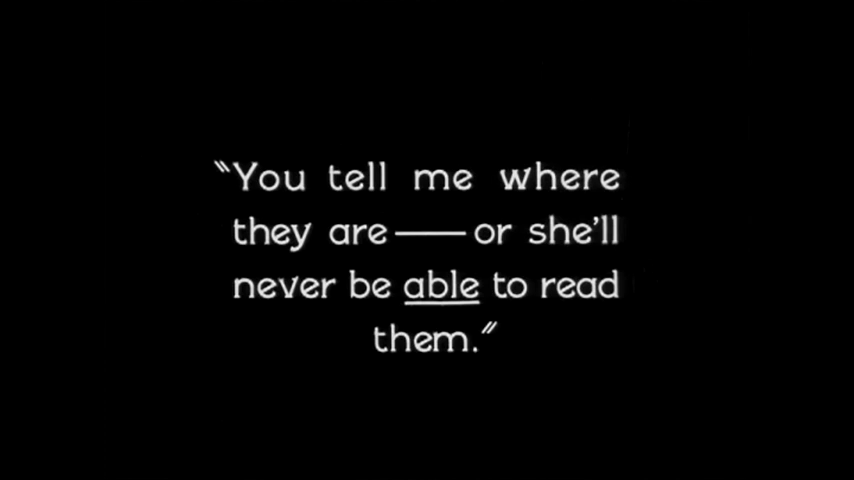 "You tell me where
they are——or she'll
never be able to read
them."